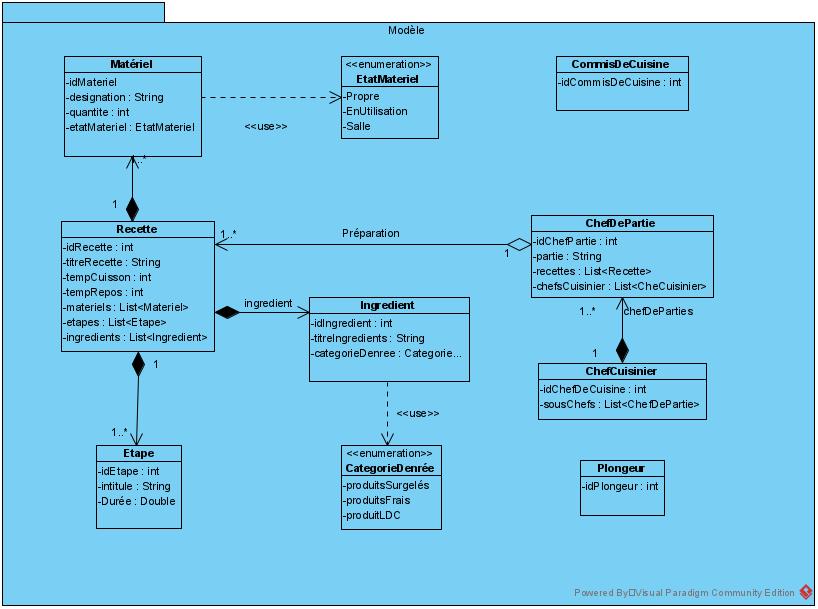 Modèle
Matériel
-idMateriel
-designation : String
-quantite : int
-etatMateriel : EtatMateriel
<<enumeration>>
EtatMateriel
-Propre
-EnUtilisation
-Salle
CommisDeCuisine
-idCommisDeCuisine : int
<<use>>
1..*
1
Recette
-idRecette : int
-titreRecette : String
-tempCuisson : int
-tempRepos : int
-materiels : List<Materiel>
-etapes : List<Etape>
-ingredients : List<Ingredient>
1..*
Préparation
1
ChefDePartie
-idChefPartie : int
-partie : String
-recettes : List<Recette>
-chefsCuisinier : List<CheCuisinier>
ingredient
Ingredient
-idIngredient : int
-titreIngredients : String
-categorieDenree : Categorie...
1..*
chefDeParties
1
ChefCuisinier
-idChefDeCuisine : int
-sousChefs : List<ChefDePartie>
1
1..*
<<use>>
Etape
-idEtape : int
-intitule : String
-Durée : Double
<<enumeration>>
CategorieDenrée
-produitsSurgelés
-produitsFrais
-produitLDC
Plongeur
-idPlongeur : int
Powered By Visual Paradigm Community Edition